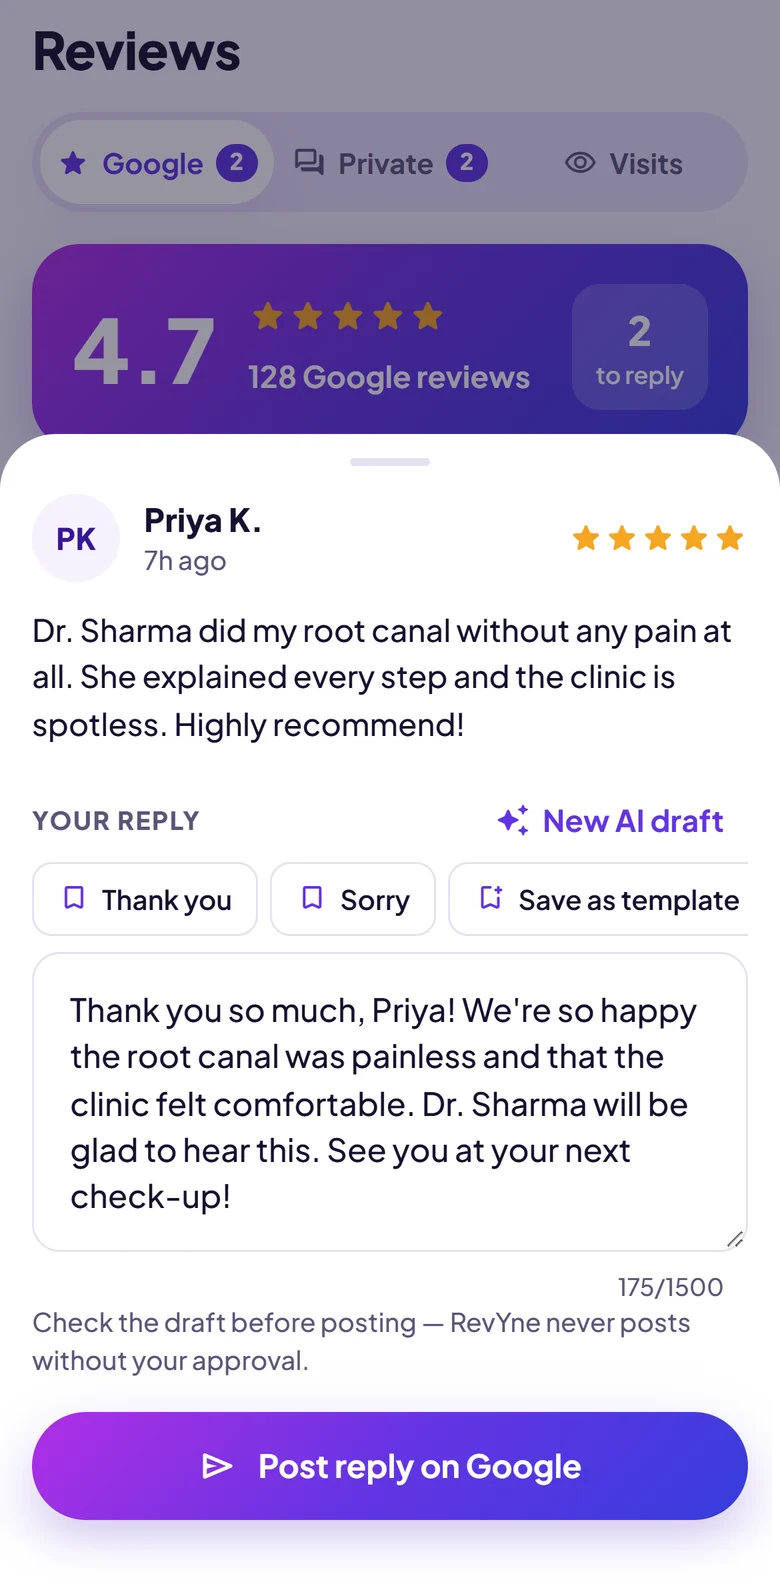 Reviews
Google 2 Private 2 Visits
4.7
128 Google reviews
2
to reply
PK
Priya K.
7h ago
Dr. Sharma did my root canal without any pain at
all. She explained every step and the clinic is
spotless. Highly recommend!
YOUR REPLY New AI draft
Thank you Sorry Save as template
Thank you so much, Priya! We're so happy
the root canal was painless and that the
clinic felt comfortable. Dr. Sharma will be
glad to hear this. See you at your next
check-up!
175/1500
Check the draft before posting — RevYne never posts
without your approval.
Post reply on Google